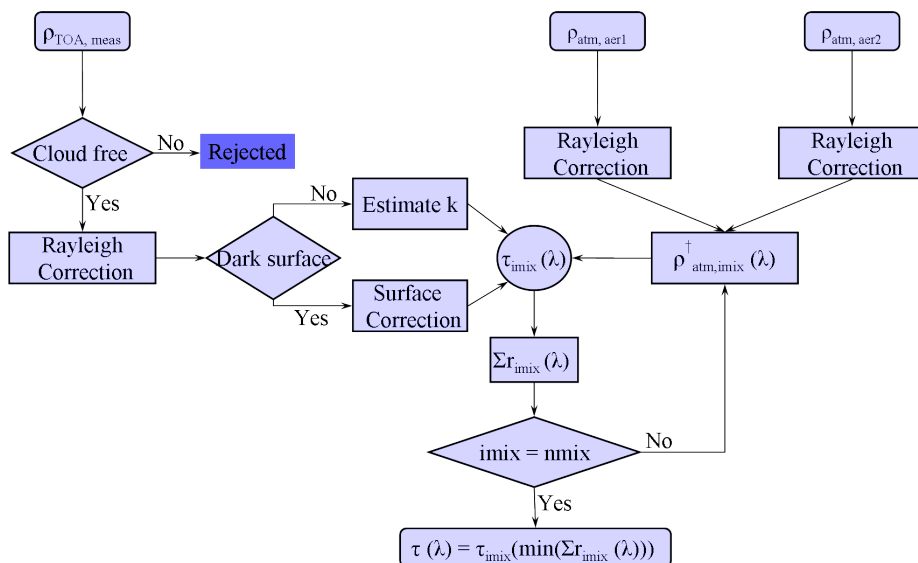 ρTOA, meas
ρatm, aer1
ρatm, aer2
Cloud free
No
Rejected
Rayleigh
Correction
Rayleigh
Correction
Yes
No
Estimate k
Rayleigh
Correction
Dark surface
τimix (λ)
ρ†atm,imix (λ)
Yes
Surface
Correction
Σrimix (λ)
imix = nmix
No
Yes
τ (λ) = τimix(min(Σrimix (λ)))